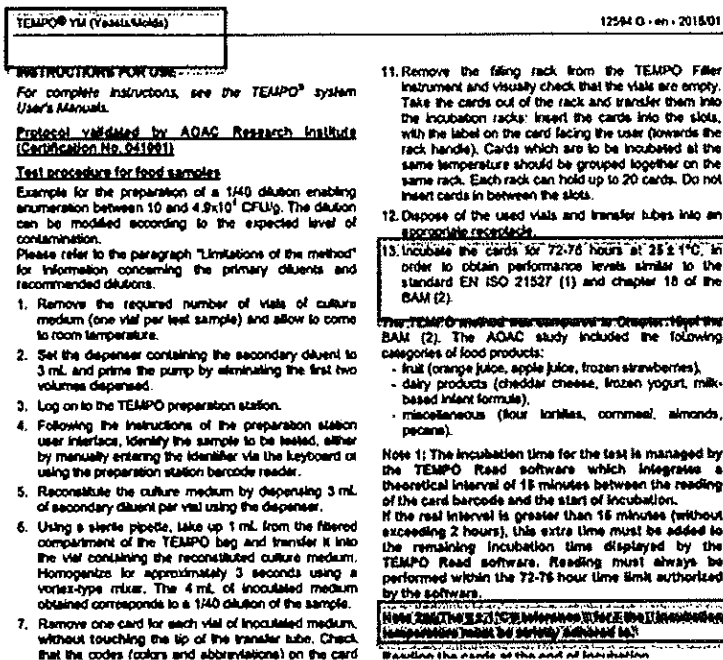 TEMPO® YM (Yeasts/Molds)
12594 G - en - 2015/01
INSTRUCTIONS FOR USE
For complete instructions, see the TEMPO® system
User's Manuals.
Protocol validated by AOAC Research Institute
(Certification No. 041001)
Test procedure for food samples
Example for the preparation of a 1/40 dilution enabling
enumeration between 10 and 4.9x10⁴ CFU/g. The dilution
can be modified according to the expected level of
contamination.
Please refer to the paragraph "Limitations of the method"
for information concerning the primary diluents and
recommended dilutions.
1. Remove the required number of vials of culture
medium (one vial per test sample) and allow to come
to room temperature.
2. Set the dispenser containing the secondary diluent to
3 mL and prime the pump by eliminating the first two
volumes dispensed.
3. Log on to the TEMPO preparation station.
4. Following the instructions of the preparation station
user interface, identify the sample to be tested, either
by manually entering the identifier via the keyboard or
using the preparation station barcode reader.
5. Reconstitute the culture medium by dispensing 3 mL
of secondary diluent per vial using the dispenser.
6. Using a sterile pipette, take up 1 mL from the filtered
compartment of the TEMPO bag and transfer it into
the vial containing the reconstituted culture medium.
Homogenize for approximately 3 seconds using a
vortex-type mixer. The 4 mL of inoculated medium
obtained corresponds to a 1/40 dilution of the sample.
7. Remove one card for each vial of inoculated medium,
without touching the tip of the transfer tube. Check
that the codes (colors and abbreviations) on the card
11. Remove the filling rack from the TEMPO Filler
instrument and visually check that the vials are empty.
Take the cards out of the rack and transfer them into
the incubation racks: insert the cards into the slots,
with the label on the card facing the user (towards the
rack handle). Cards which are to be incubated at the
same temperature should be grouped together on the
same rack. Each rack can hold up to 20 cards. Do not
insert cards in between the slots.
12. Dispose of the used vials and transfer tubes into an
appropriate receptacle.
13. Incubate the cards for 72-76 hours at 25 ± 1°C, in
order to obtain performance levels similar to the
standard EN ISO 21527 (1) and chapter 18 of the
BAM (2).
The TEMPO method was compared to Chapter 18 of the
BAM (2). The AOAC study included the following
categories of food products:
- fruit (orange juice, apple juice, frozen strawberries),
- dairy products (cheddar cheese, frozen yogurt, milk-
based infant formula),
- miscellaneous (flour tortillas, cornmeal, almonds,
pecans).
Note 1: The incubation time for the test is managed by
the TEMPO Read software which integrates a
theoretical interval of 15 minutes between the reading
of the card barcode and the start of incubation.
If the real interval is greater than 15 minutes (without
exceeding 2 hours), this extra time must be added to
the remaining incubation time displayed by the
TEMPO Read software. Reading must always be
performed within the 72-76 hour time limit authorized
by the software.
Note 2: The ± 1°C tolerance for the incubation
temperature must be strictly adhered to.
Reading the cards at the end of incubation